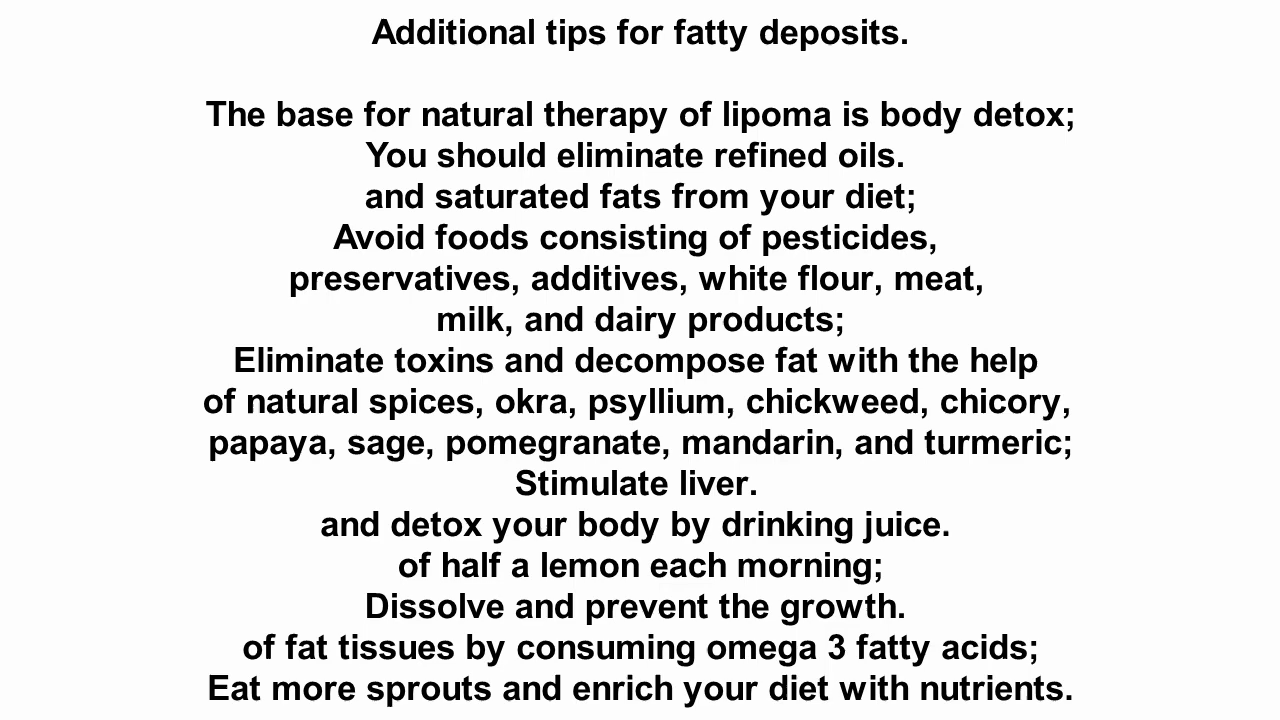 Additional tips for fatty deposits.
The base for natural therapy of lipoma is body detox;
You should eliminate refined oils.
and saturated fats from your diet;
Avoid foods consisting of pesticides,
preservatives, additives, white flour, meat,
milk, and dairy products;
Eliminate toxins and decompose fat with the help
of natural spices, okra, psyllium, chickweed, chicory,
papaya, sage, pomegranate, mandarin, and turmeric;
Stimulate liver.
and detox your body by drinking juice.
of half a lemon each morning;
Dissolve and prevent the growth.
of fat tissues by consuming omega 3 fatty acids;
Eat more sprouts and enrich your diet with nutrients.